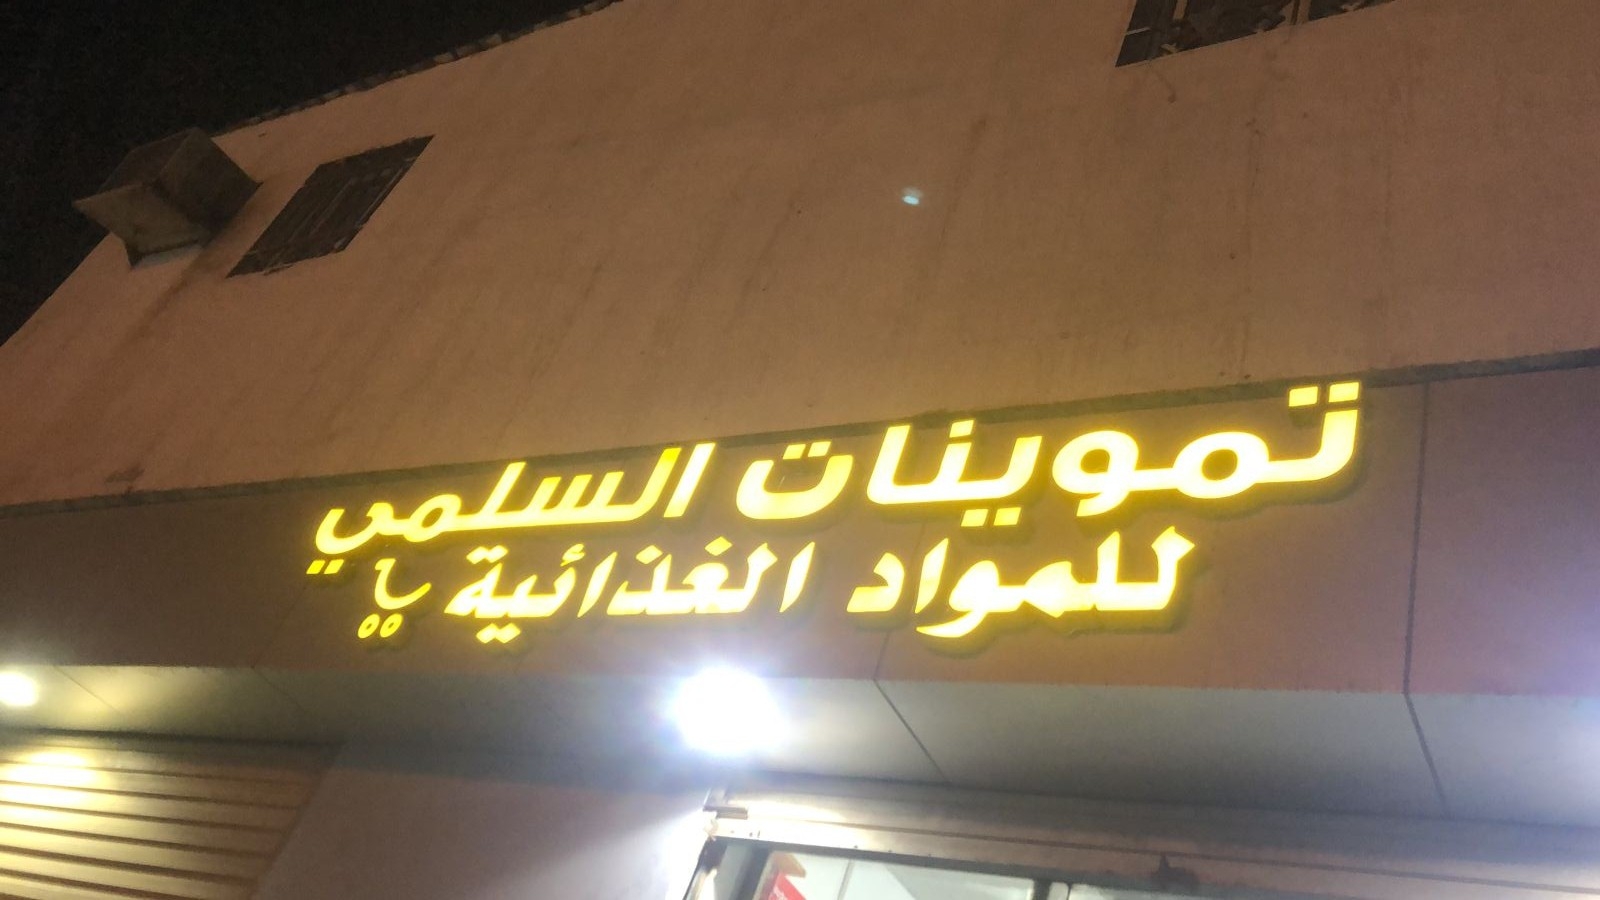 تموينات السلمي
للمواد الغذائية